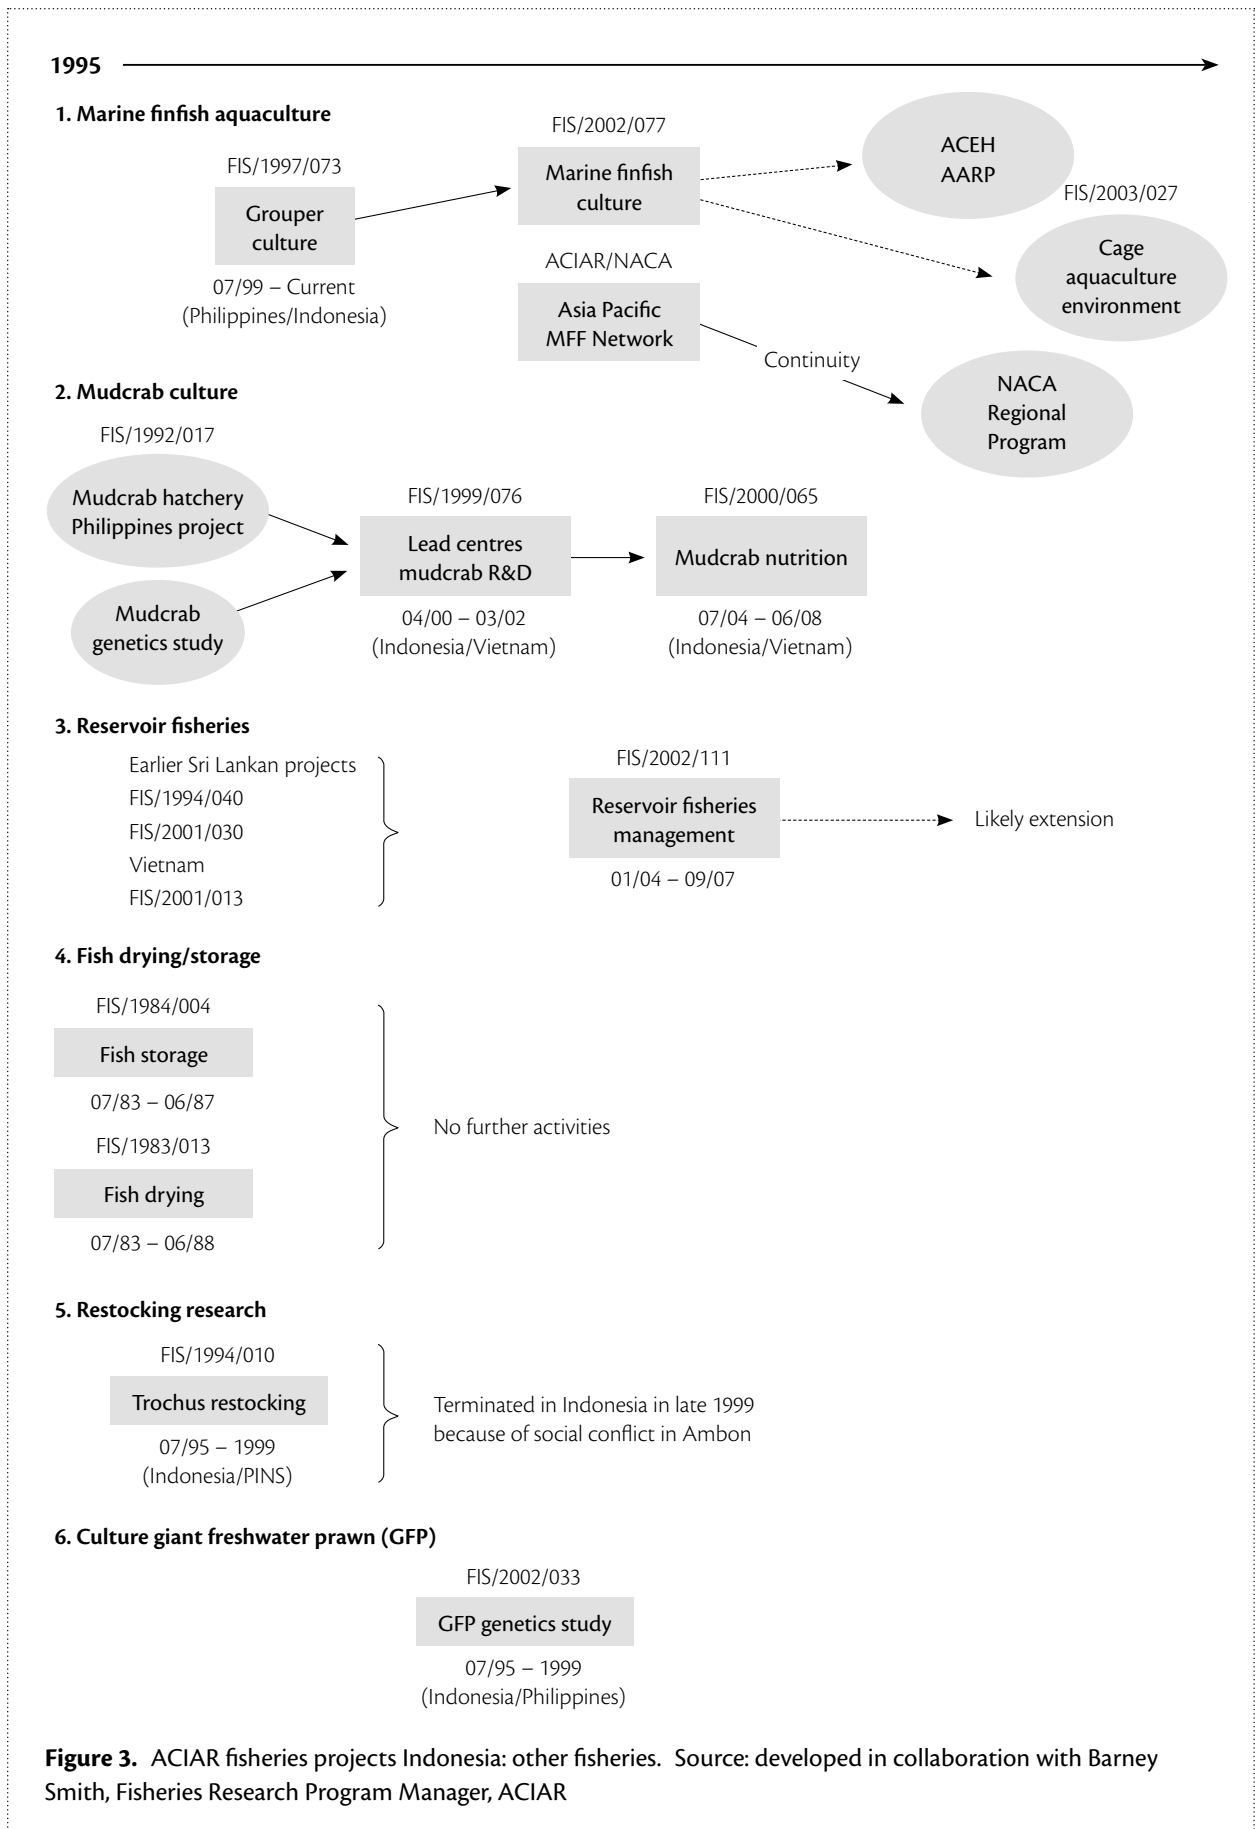 1995
1. Marine finfish aquaculture
FIS/1997/073
Grouper
culture
07/99 – Current
(Philippines/Indonesia)
FIS/2002/077
Marine finfish
culture
ACIAR/NACA
Asia Pacific
MFF Network
ACEH
AARP
FIS/2003/027
Cage
aquaculture
environment
Continuity
NACA
Regional
Program
2. Mudcrab culture
FIS/1992/017
Mudcrab hatchery
Philippines project
Mudcrab
genetics study
FIS/1999/076
Lead centres
mudcrab R&D
04/00 – 03/02
(Indonesia/Vietnam)
FIS/2000/065
Mudcrab nutrition
07/04 – 06/08
(Indonesia/Vietnam)
3. Reservoir fisheries
Earlier Sri Lankan projects
FIS/1994/040
FIS/2001/030
Vietnam
FIS/2001/013
FIS/2002/111
Reservoir fisheries
management
01/04 – 09/07
Likely extension
4. Fish drying/storage
FIS/1984/004
Fish storage
07/83 – 06/87
FIS/1983/013
Fish drying
07/83 – 06/88
No further activities
5. Restocking research
FIS/1994/010
Trochus restocking
07/95 – 1999
(Indonesia/PINS)
Terminated in Indonesia in late 1999
because of social conflict in Ambon
6. Culture giant freshwater prawn (GFP)
FIS/2002/033
GFP genetics study
07/95 – 1999
(Indonesia/Philippines)
Figure 3. ACIAR fisheries projects Indonesia: other fisheries. Source: developed in collaboration with Barney
Smith, Fisheries Research Program Manager, ACIAR